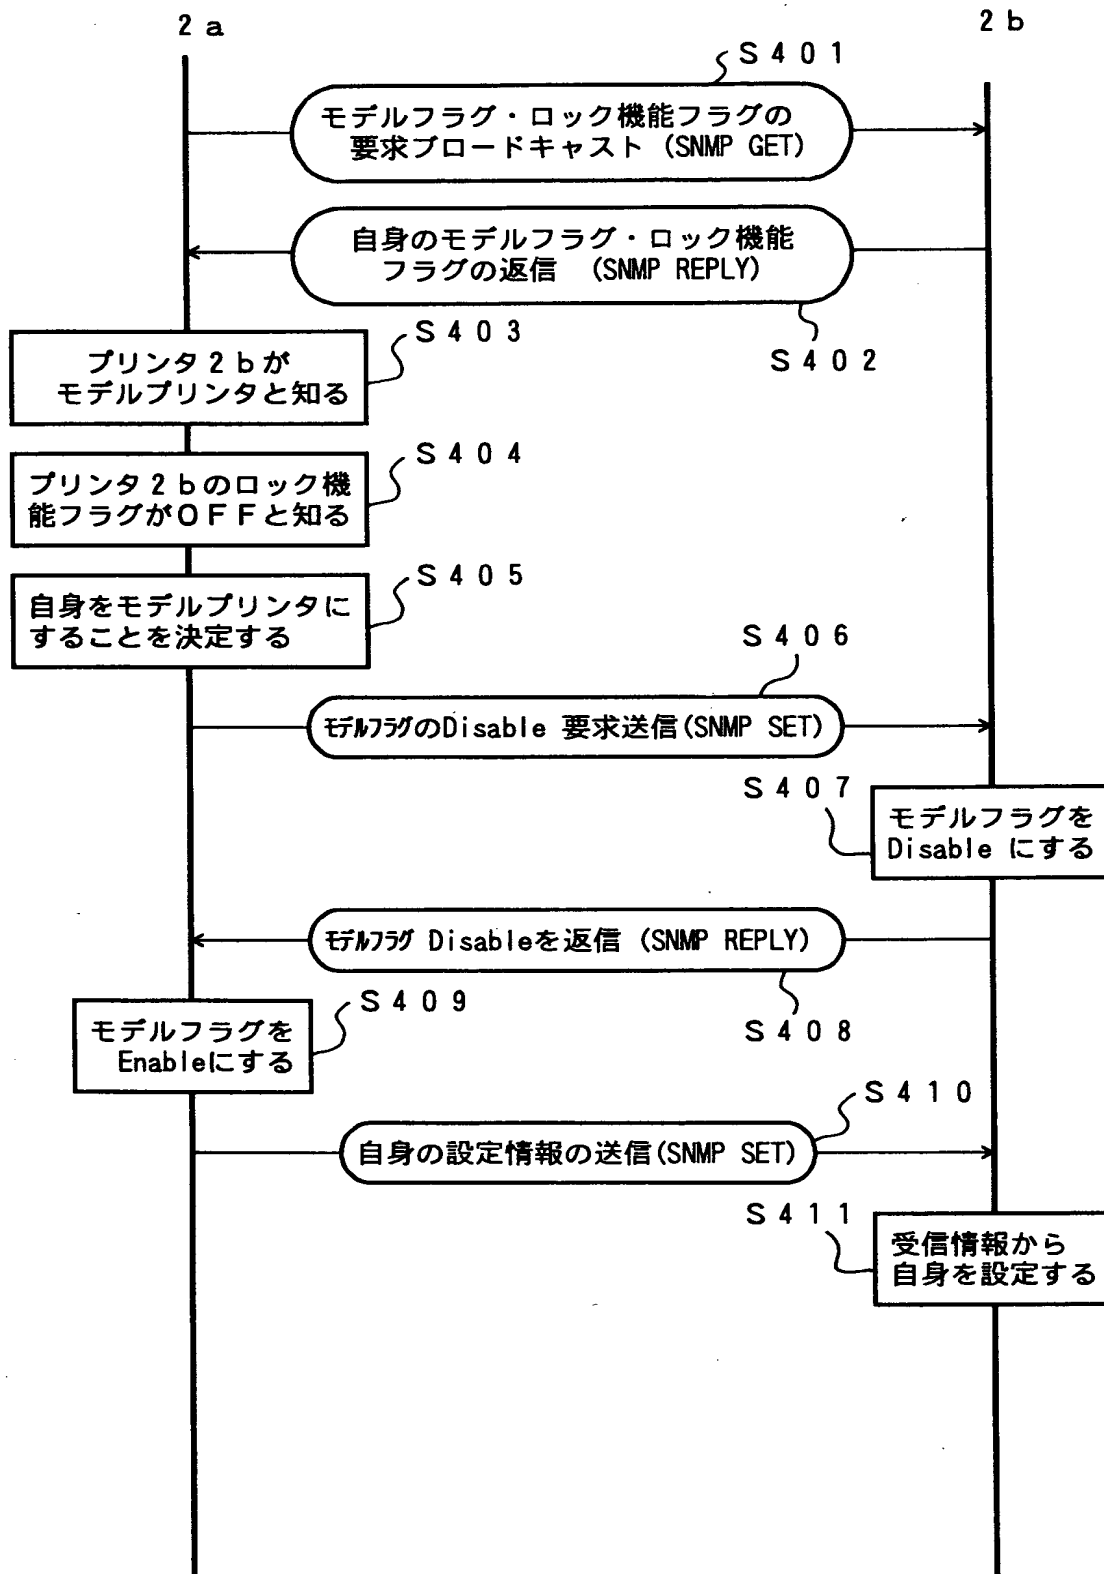 2a
2b
S401
モデルフラグ・ロック機能フラグの
要求ブロードキャスト (SNMP GET)
自身のモデルフラグ・ロック機能
フラグの返信 (SNMP REPLY)
S402
S403
プリンタ2bが
モデルプリンタと知る
S404
プリンタ2bのロック機
能フラグがOFFと知る
S405
自身をモデルプリンタに
することを決定する
S406
モデルフラグのDisable 要求送信(SNMP SET)
S407
モデルフラグを
Disable にする
モデルフラグ Disableを返信 (SNMP REPLY)
S408
S409
モデルフラグを
Enableにする
S410
自身の設定情報の送信(SNMP SET)
S411
受信情報から
自身を設定する